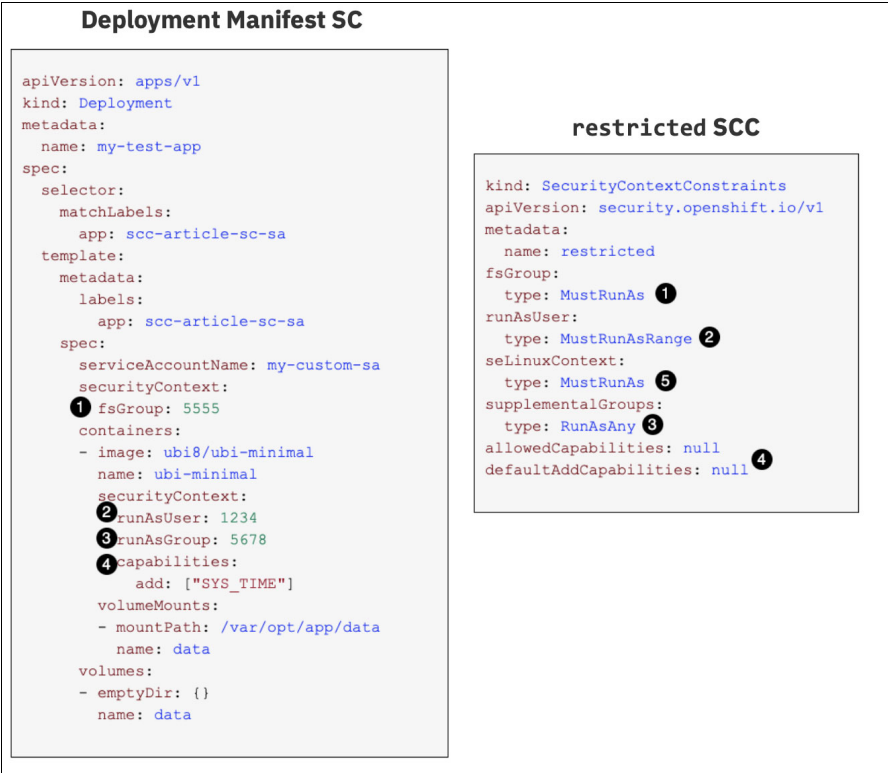 Deployment Manifest SC
apiVersion: apps/v1
kind: Deployment
metadata:
  name: my-test-app
spec:
  selector:
    matchLabels:
      app: scc-article-sc-sa
  template:
    metadata:
      labels:
        app: scc-article-sc-sa
    spec:
      serviceAccountName: my-custom-sa
      securityContext:
      1 fsGroup: 5555
      containers:
      - image: ubi8/ubi-minimal
        name: ubi-minimal
        securityContext:
        2 runAsUser: 1234
        3 runAsGroup: 5678
        4 capabilities:
            add: ["SYS_TIME"]
        volumeMounts:
        - mountPath: /var/opt/app/data
          name: data
      volumes:
      - emptyDir: {}
        name: data
restricted SCC
kind: SecurityContextConstraints
apiVersion: security.openshift.io/v1
metadata:
  name: restricted
fsGroup:
  type: MustRunAs 1
runAsUser:
  type: MustRunAsRange 2
seLinuxContext:
  type: MustRunAs 5
supplementalGroups:
  type: RunAsAny 3
allowedCapabilities: null
defaultAddCapabilities: null 4